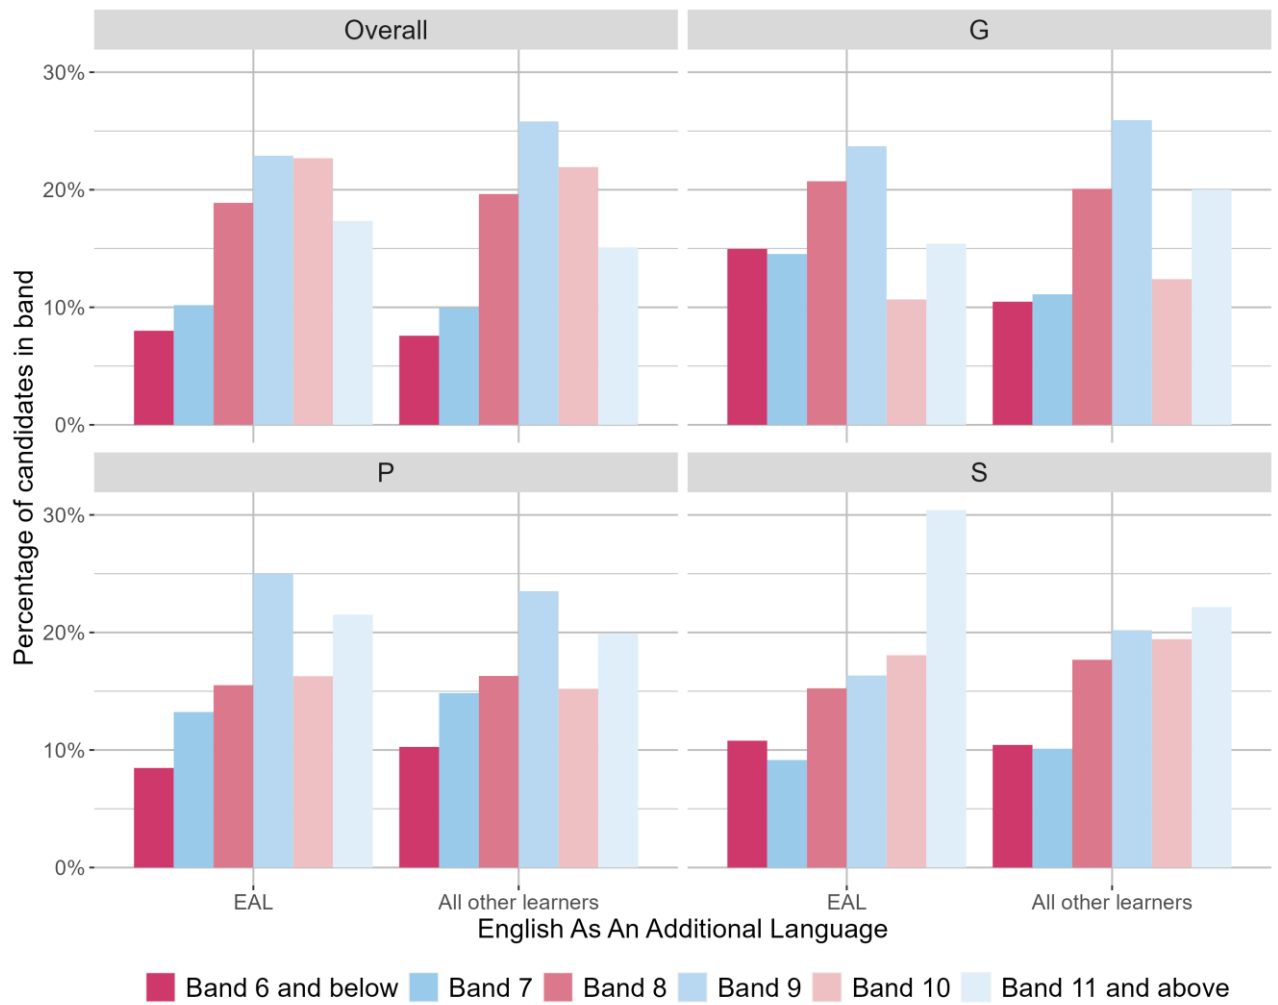 Overall
G
30%
20%
10%
0%
P
S
30%
20%
10%
0%
Percentage of candidates in band
EAL
All other learners
EAL
All other learners
English As An Additional Language
Band 6 and below
Band 7
Band 8
Band 9
Band 10
Band 11 and above